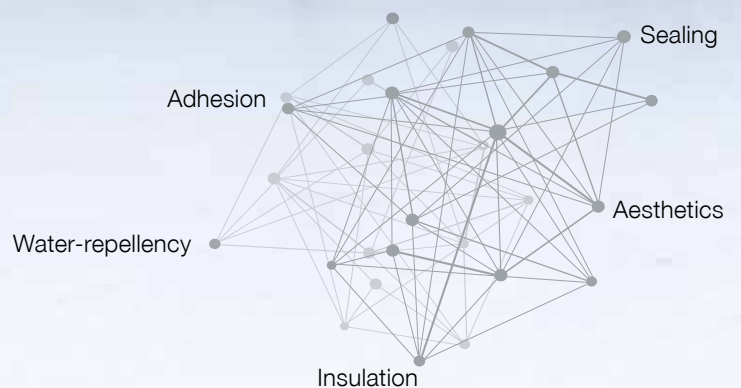 Sealing
Adhesion
Aesthetics
Water-repellency
Insulation